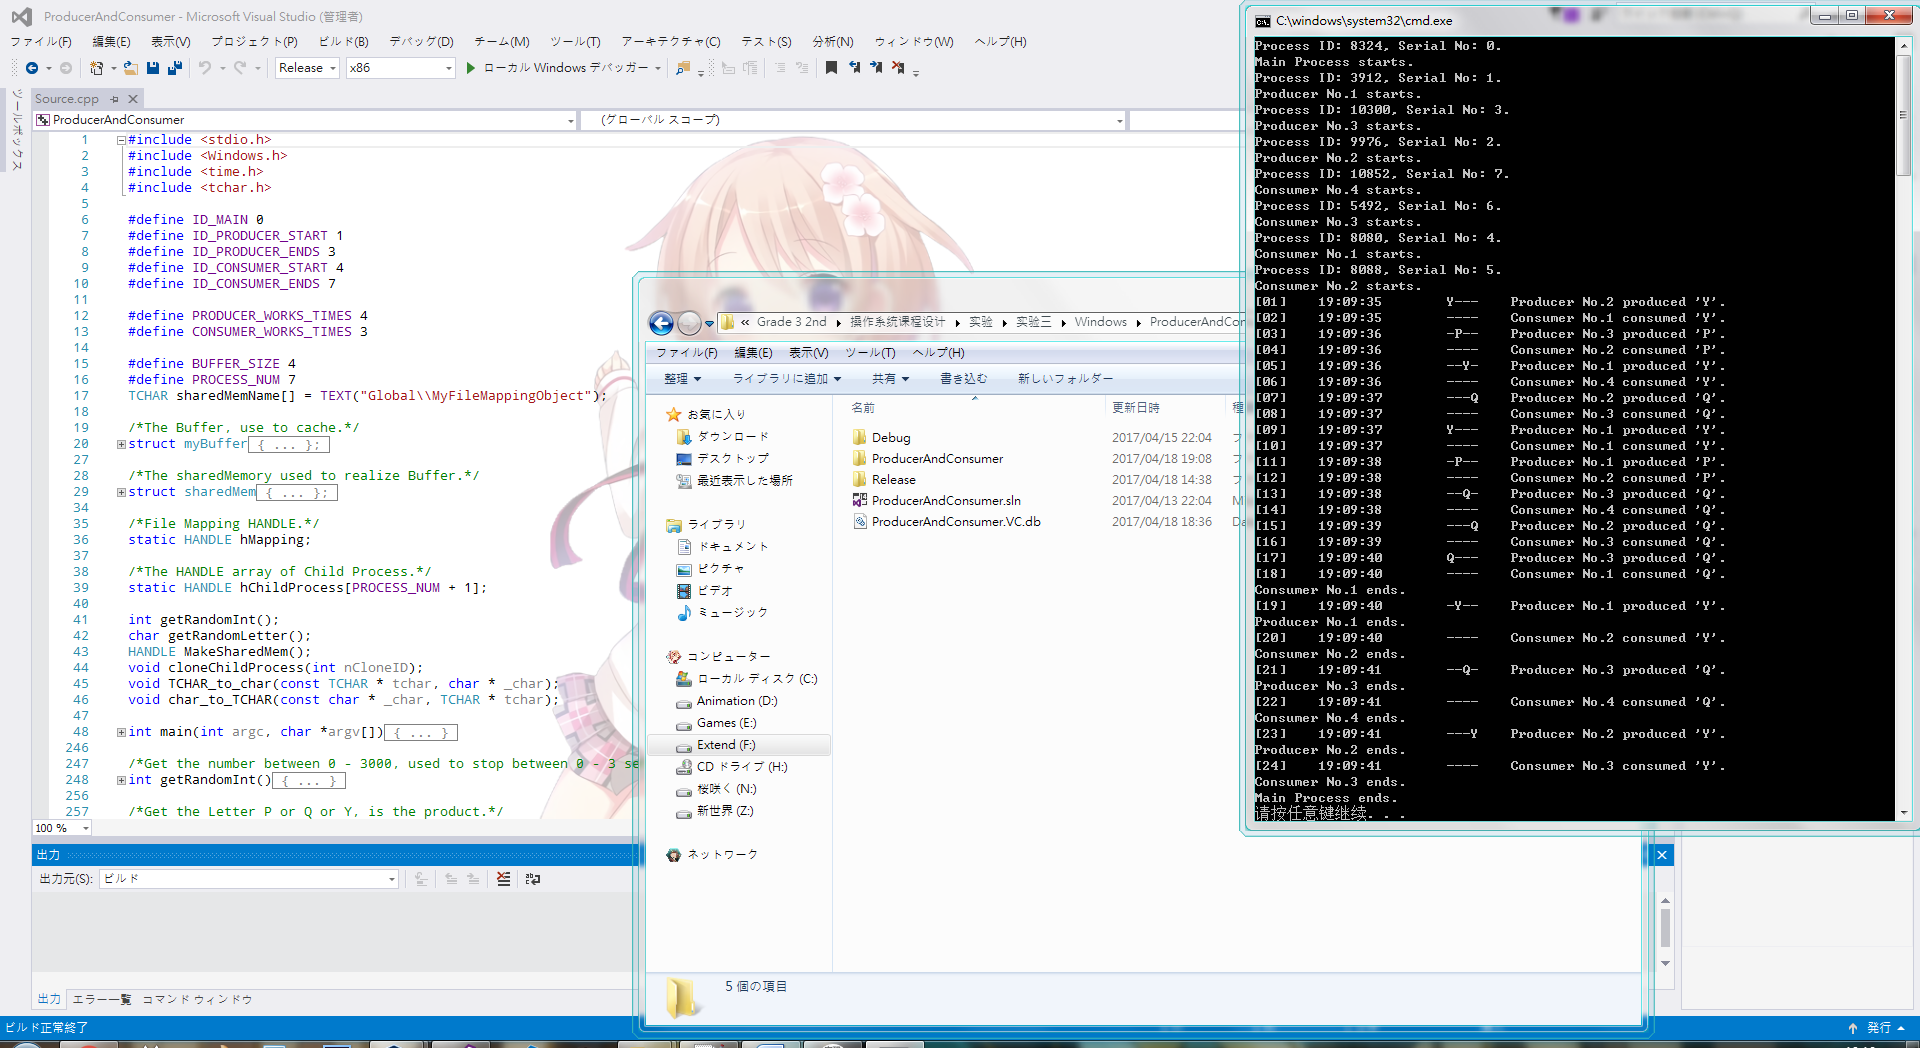 ProducerAndConsumer - Microsoft Visual Studio (管理者)
ファイル(F) 編集(E) 表示(V) プロジェクト(P) ビルド(B) デバッグ(D) チーム(M) ツール(T) アーキテクチャ(C) テスト(S) 分析(N) ウィンドウ(W) ヘルプ(H)
Release x86 ローカル Windows デバッガー
ツールボックス
Source.cpp
ProducerAndConsumer (グローバル スコープ)
1 #include <stdio.h>
2 #include <Windows.h>
3 #include <time.h>
4 #include <tchar.h>
5
6 #define ID_MAIN 0
7 #define ID_PRODUCER_START 1
8 #define ID_PRODUCER_ENDS 3
9 #define ID_CONSUMER_START 4
10 #define ID_CONSUMER_ENDS 7
11
12 #define PRODUCER_WORKS_TIMES 4
13 #define CONSUMER_WORKS_TIMES 3
14
15 #define BUFFER_SIZE 4
16 #define PROCESS_NUM 7
17 TCHAR sharedMemName[] = TEXT("Global\\MyFileMappingObject");
18
19 /*The Buffer, use to cache.*/
20 struct myBuffer { ... };
27
28 /*The sharedMemory used to realize Buffer.*/
29 struct sharedMem { ... };
34
35 /*File Mapping HANDLE.*/
36 static HANDLE hMapping;
37
38 /*The HANDLE array of Child Process.*/
39 static HANDLE hChildProcess[PROCESS_NUM + 1];
40
41 int getRandomInt();
42 char getRandomLetter();
43 HANDLE MakeSharedMem();
44 void cloneChildProcess(int nCloneID);
45 void TCHAR_to_char(const TCHAR * tchar, char * _char);
46 void char_to_TCHAR(const char * _char, TCHAR * tchar);
47
48 int main(int argc, char *argv[]) { ... }
246
247 /*Get the number between 0 - 3000, used to stop between 0 - 3 se
248 int getRandomInt() { ... }
256
257 /*Get the Letter P or Q or Y, is the product.*/
100 %
出力
出力元(S): ビルド
出力 エラー一覧 コマンド ウィンドウ
ビルド正常終了
発行
« Grade 3 2nd 操作系统课程设计 实验 实验三 Windows ProducerAndCon
ファイル(F) 編集(E) 表示(V) ツール(T) ヘルプ(H)
整理 ライブラリに追加 共有 書き込む 新しいフォルダー
お気に入り
ダウンロード
デスクトップ
最近表示した場所
ライブラリ
ドキュメント
ピクチャ
ビデオ
ミュージック
コンピューター
ローカル ディスク (C:)
Animation (D:)
Games (E:)
Extend (F:)
CD ドライブ (H:)
桜咲く (N:)
新世界 (Z:)
ネットワーク
名前 更新日時 種
Debug 2017/04/15 22:04 フ
ProducerAndConsumer 2017/04/18 19:08 フ
Release 2017/04/18 14:38 フ
ProducerAndConsumer.sln 2017/04/13 22:04 M
ProducerAndConsumer.VC.db 2017/04/18 18:36 Da
5 個の項目
C:\windows\system32\cmd.exe
Process ID: 8324, Serial No: 0.
Main Process starts.
Process ID: 3912, Serial No: 1.
Producer No.1 starts.
Process ID: 10300, Serial No: 3.
Producer No.3 starts.
Process ID: 9976, Serial No: 2.
Producer No.2 starts.
Process ID: 10852, Serial No: 7.
Consumer No.4 starts.
Process ID: 5492, Serial No: 6.
Consumer No.3 starts.
Process ID: 8080, Serial No: 4.
Consumer No.1 starts.
Process ID: 8088, Serial No: 5.
Consumer No.2 starts.
[01] 19:09:35 Y--- Producer No.2 produced 'Y'.
[02] 19:09:35 ---- Consumer No.1 consumed 'Y'.
[03] 19:09:36 -P-- Producer No.3 produced 'P'.
[04] 19:09:36 ---- Consumer No.2 consumed 'P'.
[05] 19:09:36 --Y- Producer No.1 produced 'Y'.
[06] 19:09:36 ---- Consumer No.4 consumed 'Y'.
[07] 19:09:37 ---Q Producer No.2 produced 'Q'.
[08] 19:09:37 ---- Consumer No.3 consumed 'Q'.
[09] 19:09:37 Y--- Producer No.1 produced 'Y'.
[10] 19:09:37 ---- Consumer No.1 consumed 'Y'.
[11] 19:09:38 -P-- Producer No.1 produced 'P'.
[12] 19:09:38 ---- Consumer No.2 consumed 'P'.
[13] 19:09:38 --Q- Producer No.3 produced 'Q'.
[14] 19:09:38 ---- Consumer No.4 consumed 'Q'.
[15] 19:09:39 ---Q Producer No.2 produced 'Q'.
[16] 19:09:39 ---- Consumer No.3 consumed 'Q'.
[17] 19:09:40 Q--- Producer No.3 produced 'Q'.
[18] 19:09:40 ---- Consumer No.1 consumed 'Q'.
Consumer No.1 ends.
[19] 19:09:40 -Y-- Producer No.1 produced 'Y'.
Producer No.1 ends.
[20] 19:09:40 ---- Consumer No.2 consumed 'Y'.
Consumer No.2 ends.
[21] 19:09:41 --Q- Producer No.3 produced 'Q'.
Producer No.3 ends.
[22] 19:09:41 ---- Consumer No.4 consumed 'Q'.
Consumer No.4 ends.
[23] 19:09:41 ---Y Producer No.2 produced 'Y'.
Producer No.2 ends.
[24] 19:09:41 ---- Consumer No.3 consumed 'Y'.
Consumer No.3 ends.
Main Process ends.
请按任意键继续. . .